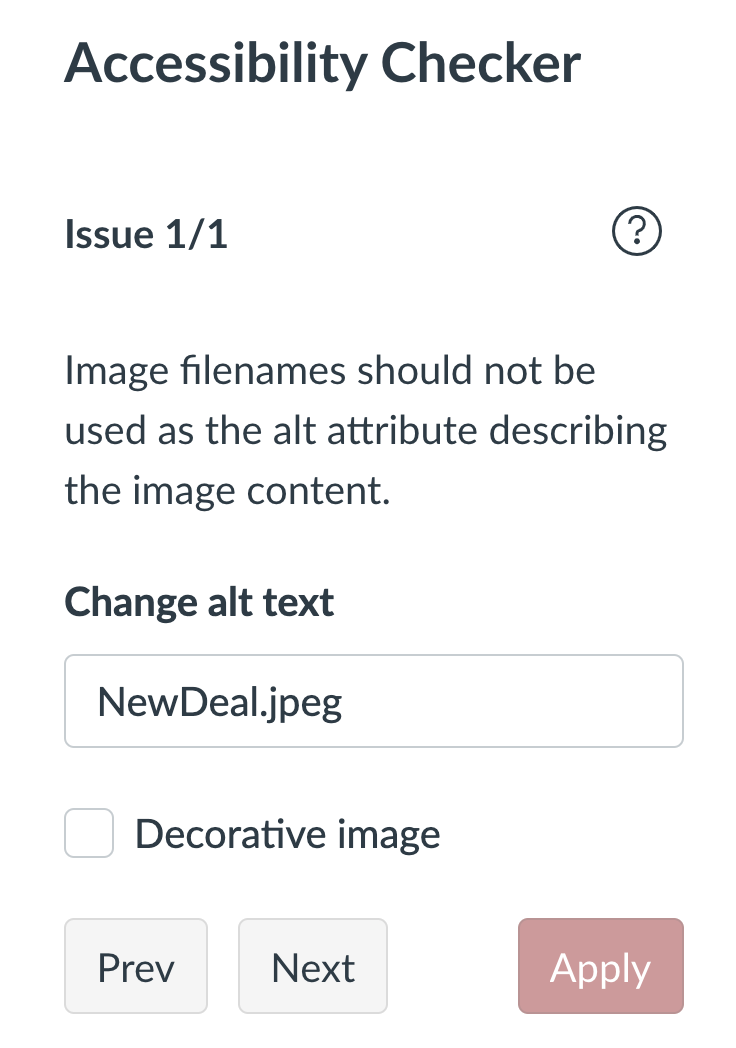 Accessibility Checker
Issue 1/1
?
Image filenames should not be
used as the alt attribute describing
the image content.
Change alt text
NewDeal.jpeg
Decorative image
Prev
Next
Apply